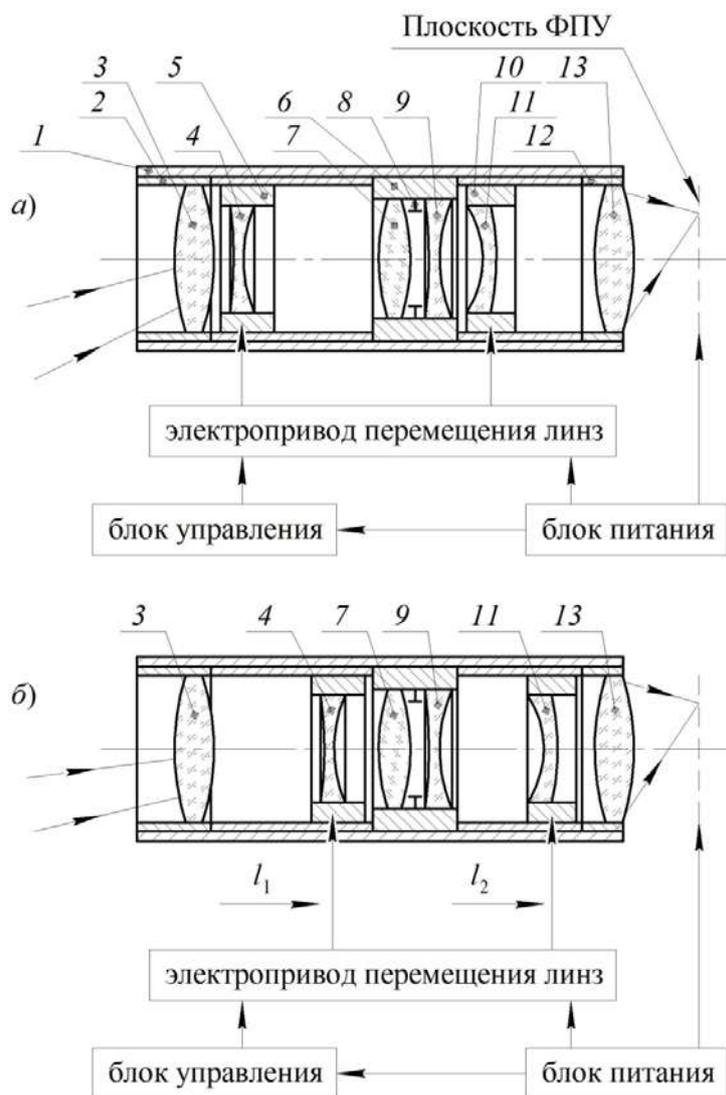 Плоскость ФПУ
3 5 10 13
2 4 6 8 9 11
1 7 12
а)
электропривод перемещения линз
блок управления блок питания
3 4 7 9 11 13
б)
l₁ l₂
электропривод перемещения линз
блок управления блок питания